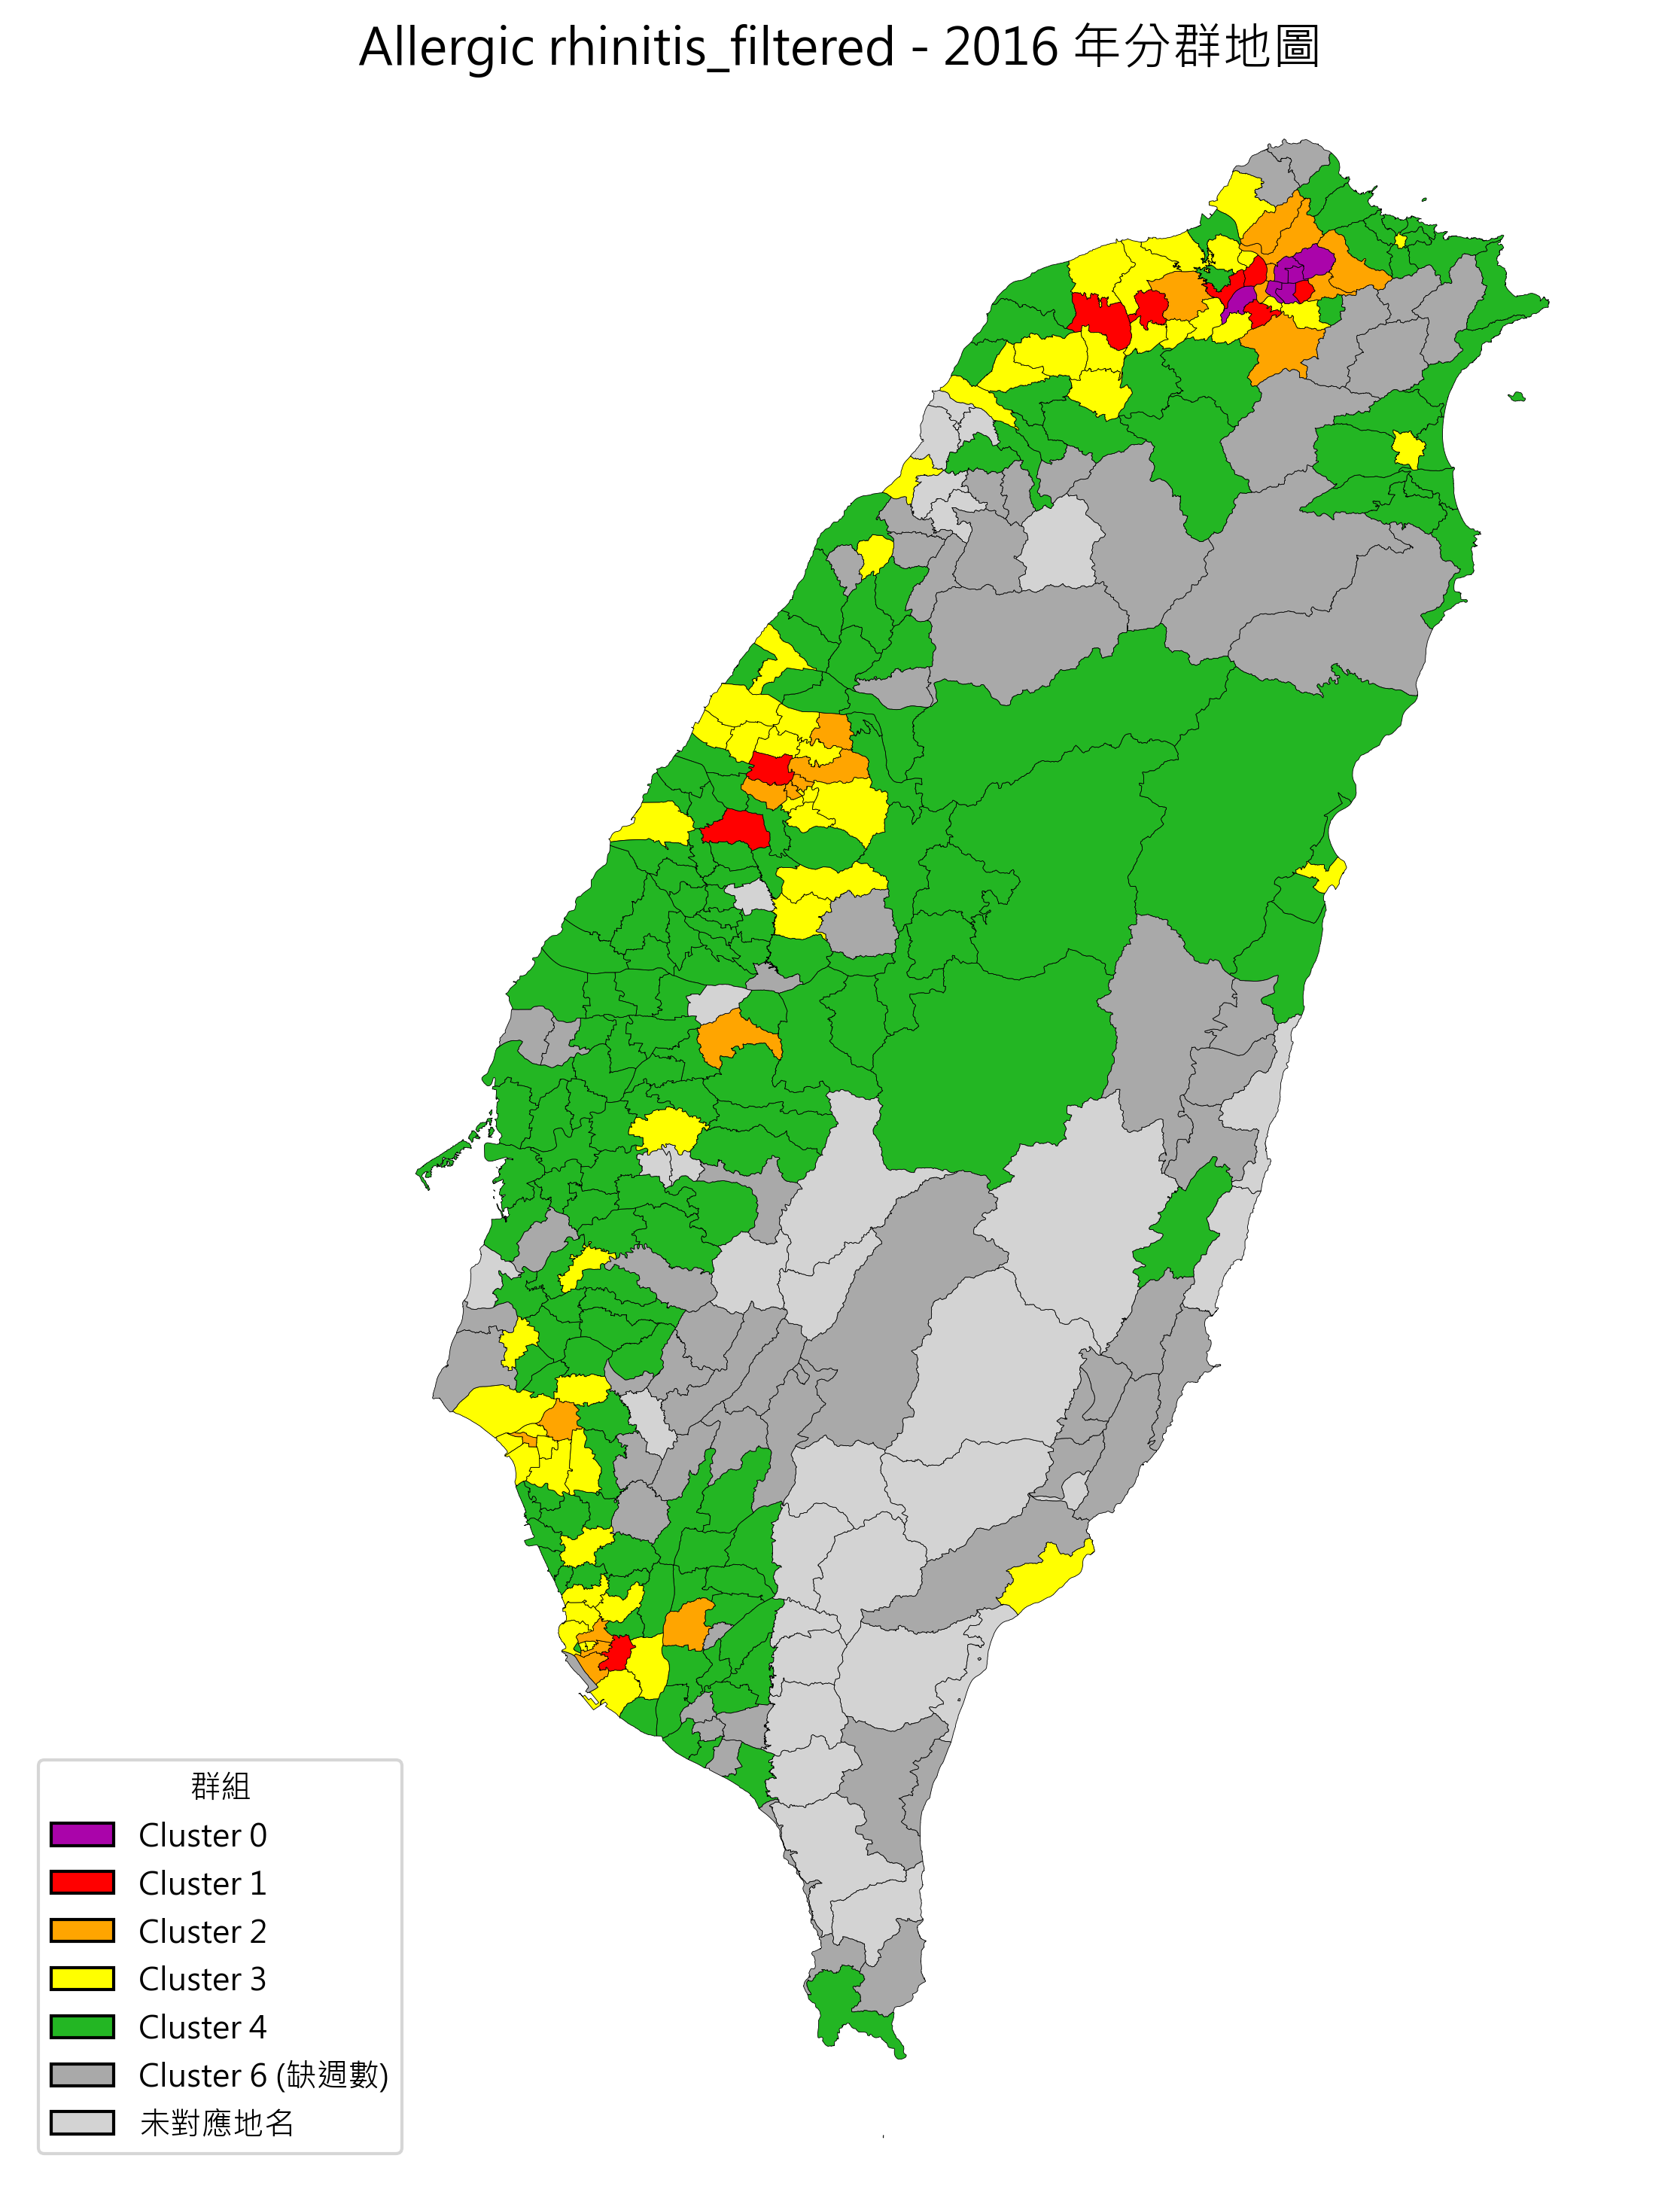 Allergic rhinitis_filtered - 2016 年分群地圖
群組
Cluster 0
Cluster 1
Cluster 2
Cluster 3
Cluster 4
Cluster 6 (缺週數)
未對應地名